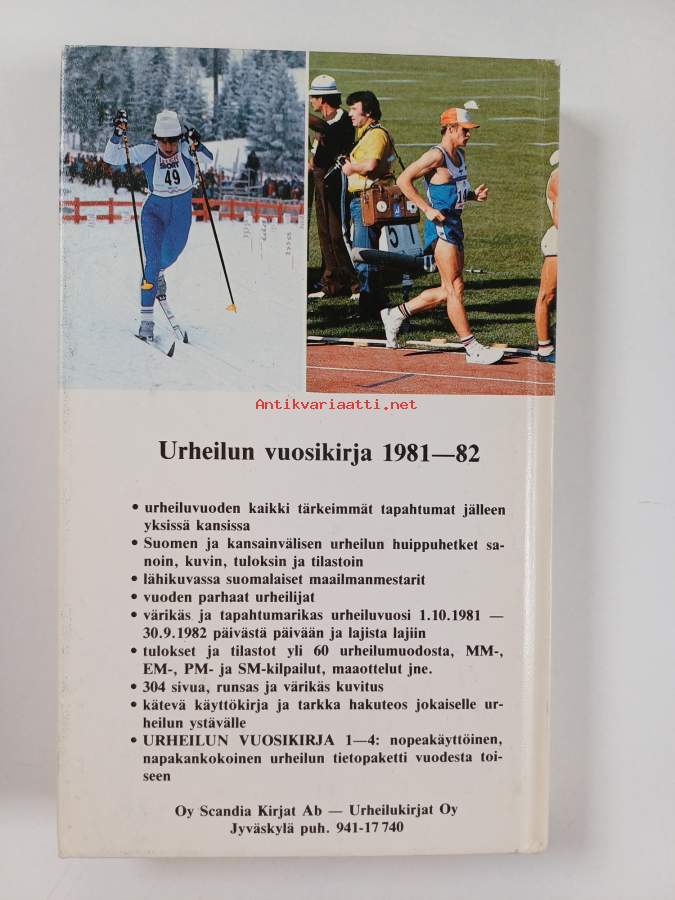 49
Antikvariaatti.net
Urheilun vuosikirja 1981—82
• urheiluvuoden kaikki tärkeimmät tapahtumat jälleen
yksissä kansissa
• Suomen ja kansainvälisen urheilun huippuhetket sa-
noin, kuvin, tuloksin ja tilastoin
• lähikuvassa suomalaiset maailmanmestarit
• vuoden parhaat urheilijat
• värikäs ja tapahtumarikas urheiluvuosi 1.10.1981 —
30.9.1982 päivästä päivään ja lajista lajiin
• tulokset ja tilastot yli 60 urheilumuodosta, MM-,
EM-, PM- ja SM-kilpailut, maaottelut jne.
• 304 sivua, runsas ja värikäs kuvitus
• kätevä käyttökirja ja tarkka hakuteos jokaiselle ur-
heilun ystävälle
• URHEILUN VUOSIKIRJA 1—4: nopeakäyttöinen,
napakankokoinen urheilun tietopaketti vuodesta toi-
seen
Oy Scandia Kirjat Ab — Urheilukirjat Oy
Jyväskylä puh. 941-17 740